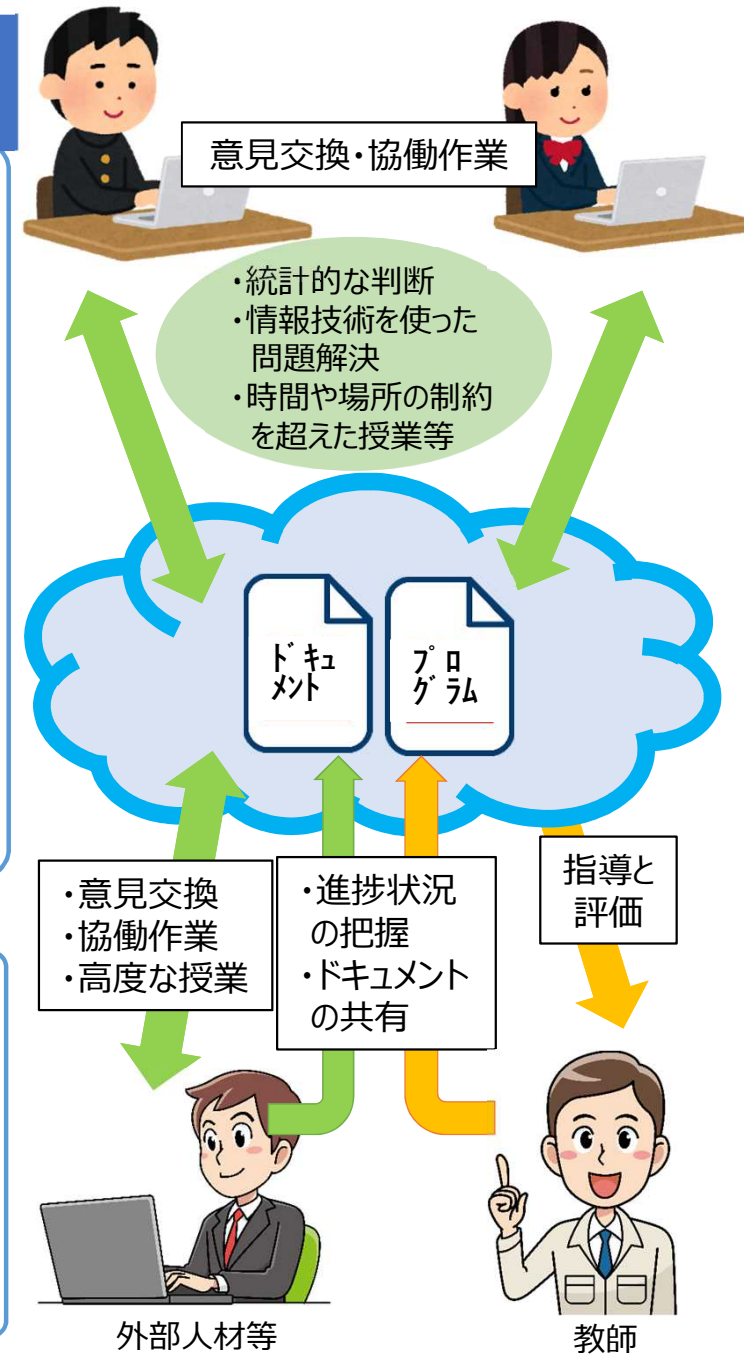 意見交換・協働作業
・統計的な判断
・情報技術を使った
問題解決
・時間や場所の制約
を超えた授業等
ﾄﾞｷｭ
ﾒﾝﾄ
ﾌﾟﾛ
ｸﾞﾗﾑ
・意見交換
・協働作業
・高度な授業
・進捗状況
の把握
・ドキュメント
の共有
指導と
評価
外部人材等
教師